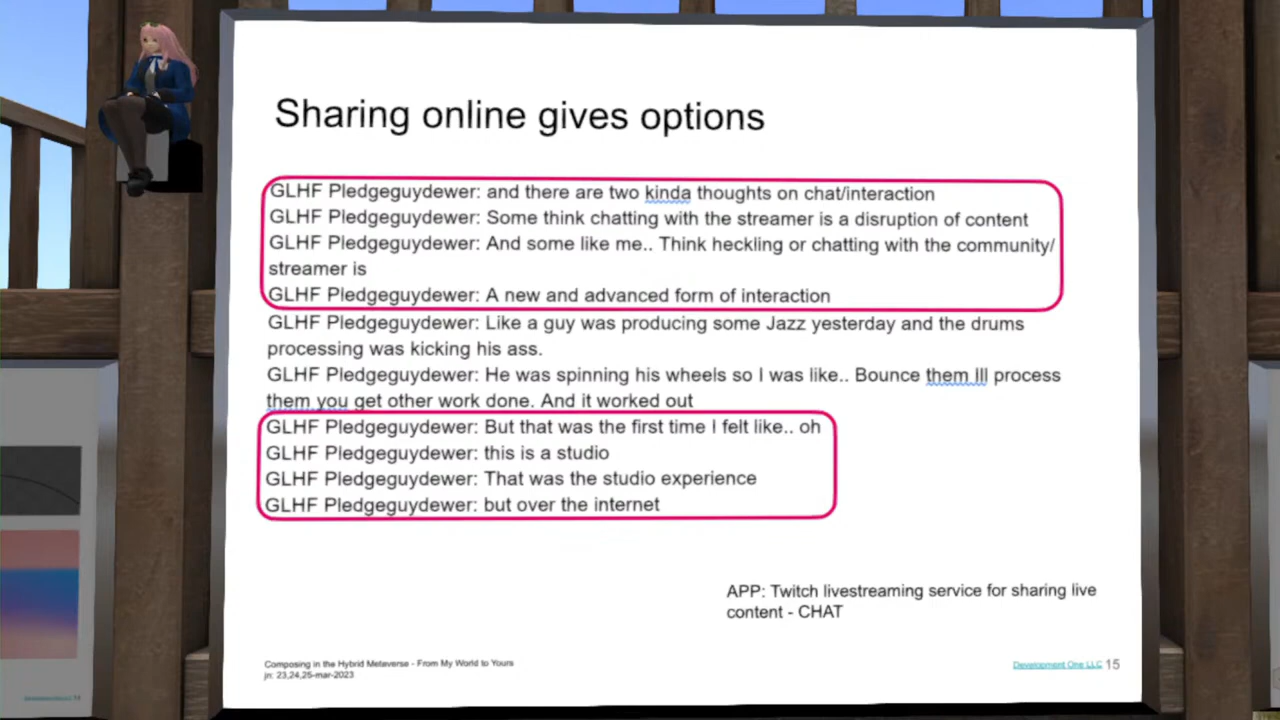 Sharing online gives options
GLHF Pledgeguydewer: and there are two kinda thoughts on chat/interaction
GLHF Pledgeguydewer: Some think chatting with the streamer is a disruption of content
GLHF Pledgeguydewer: And some like me.. Think heckling or chatting with the community/
streamer is
GLHF Pledgeguydewer: A new and advanced form of interaction
GLHF Pledgeguydewer: Like a guy was producing some Jazz yesterday and the drums
processing was kicking his ass.
GLHF Pledgeguydewer: He was spinning his wheels so I was like.. Bounce them Ill process
them you get other work done. And it worked out
GLHF Pledgeguydewer: But that was the first time I felt like.. oh
GLHF Pledgeguydewer: this is a studio
GLHF Pledgeguydewer: That was the studio experience
GLHF Pledgeguydewer: but over the internet
APP: Twitch livestreaming service for sharing live
content - CHAT
Composing in the Hybrid Metaverse - From My World to Yours
jn: 23,24,25-mar-2023
Development One LLC 15